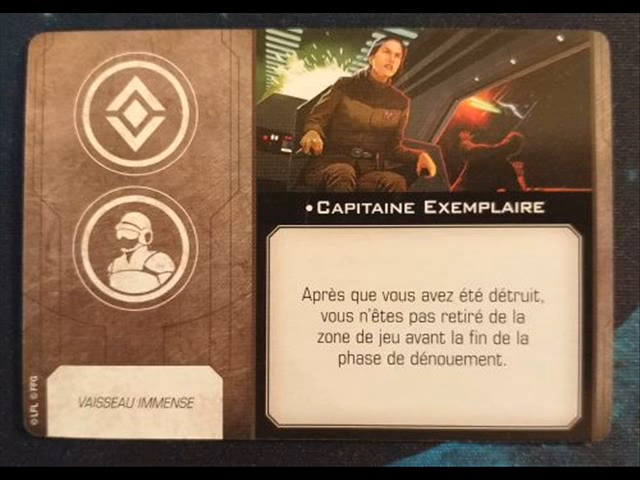 • CAPITAINE EXEMPLAIRE
Après que vous avez été détruit,
vous n'êtes pas retiré de la
zone de jeu avant la fin de la
phase de dénouement.
VAISSEAU IMMENSE
© LFL © FFG